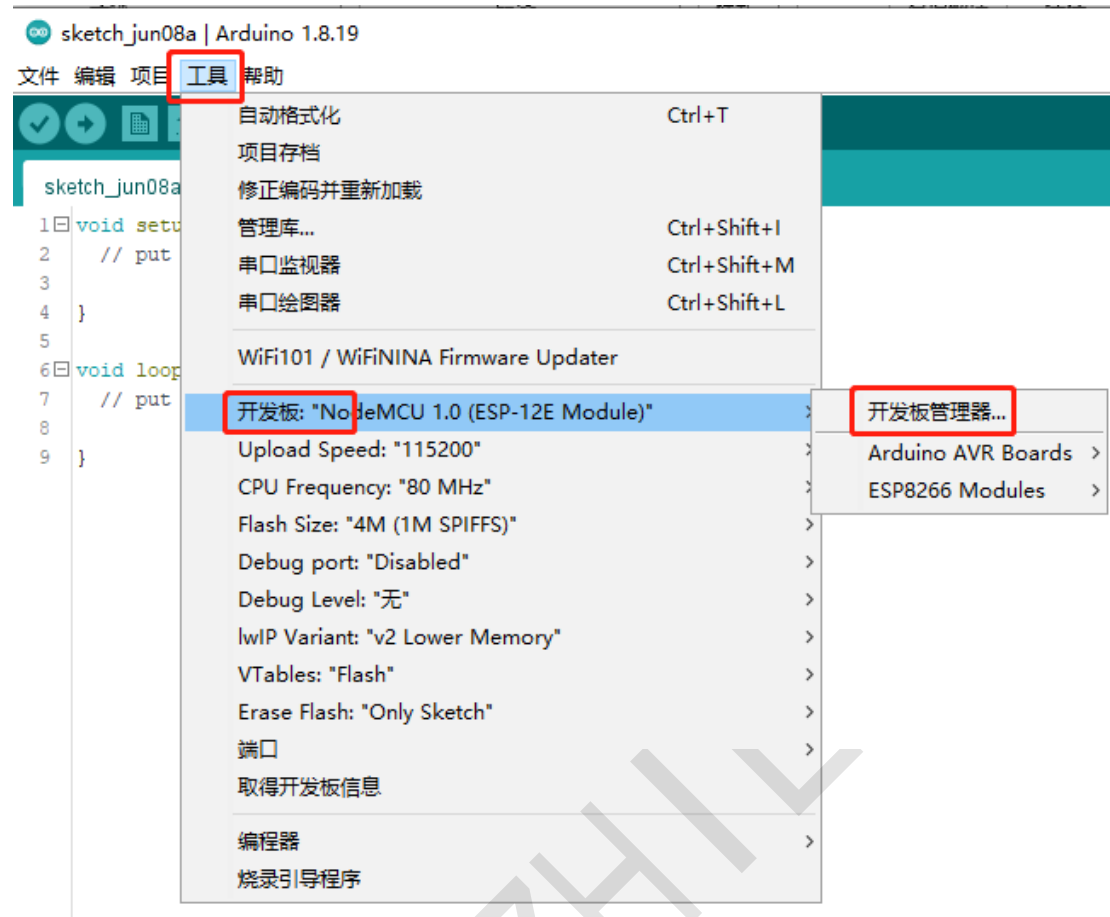 sketch_jun08a | Arduino 1.8.19
文件 编辑 项目 工具 帮助
自动格式化 Ctrl+T
项目存档
sketch_jun08a
修正编码并重新加载
1 void setu
管理库... Ctrl+Shift+I
2 // put
串口监视器 Ctrl+Shift+M
3
串口绘图器 Ctrl+Shift+L
4 }
5
WiFi101 / WiFiNINA Firmware Updater
6 void loop
7 // put
开发板: "NodeMCU 1.0 (ESP-12E Module)" >
开发板管理器...
8
Upload Speed: "115200" >
Arduino AVR Boards >
9 }
CPU Frequency: "80 MHz" >
ESP8266 Modules >
Flash Size: "4M (1M SPIFFS)" >
Debug port: "Disabled" >
Debug Level: "无" >
lwIP Variant: "v2 Lower Memory" >
VTables: "Flash" >
Erase Flash: "Only Sketch" >
端口 >
取得开发板信息
编程器 >
烧录引导程序